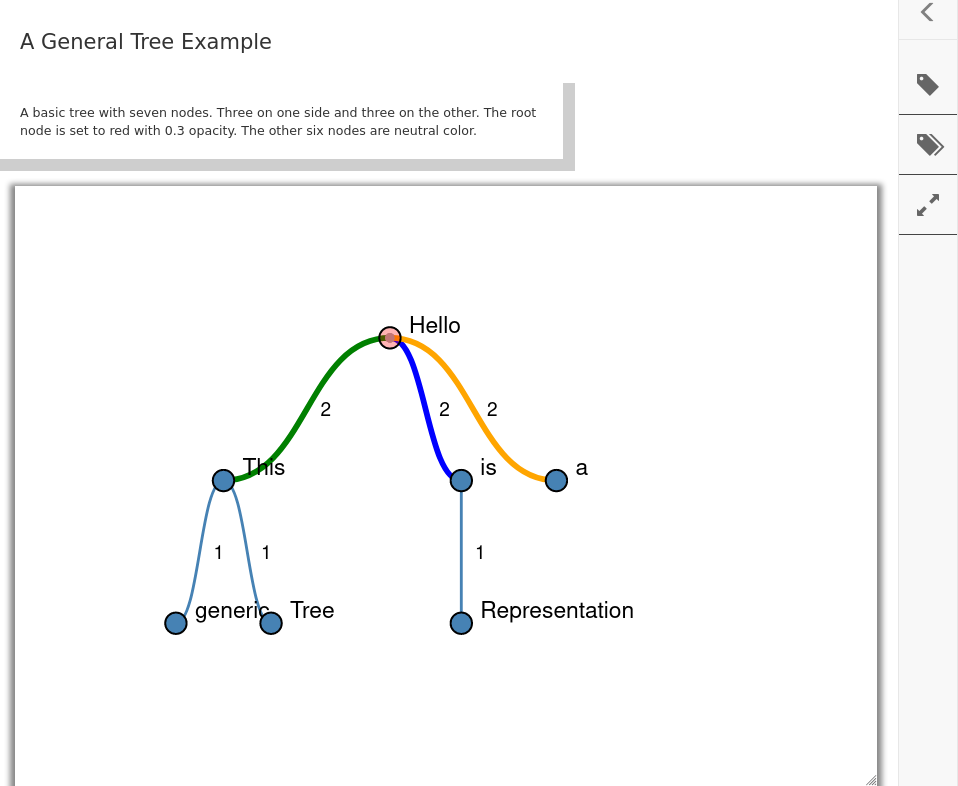 A General Tree Example
A basic tree with seven nodes. Three on one side and three on the other. The root
node is set to red with 0.3 opacity. The other six nodes are neutral color.
Hello
2
2
2
This
is
a
1
1
1
generic
Tree
Representation